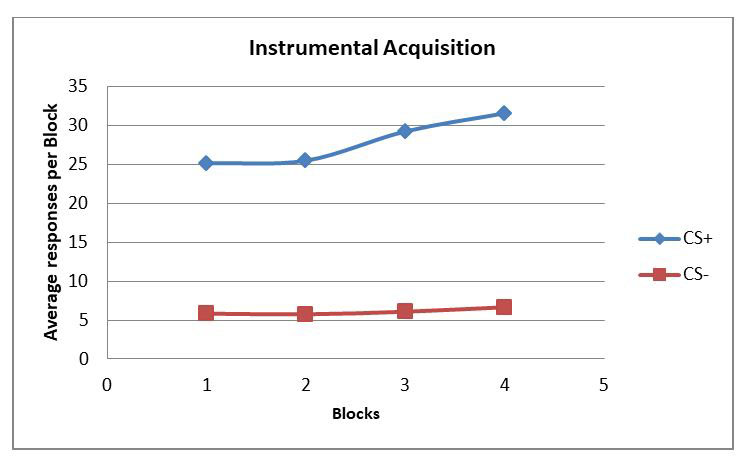 Instrumental Acquisition
Average responses per Block
35
30
25
20
15
10
5
0
0 1 2 3 4 5
Blocks
CS+
CS-